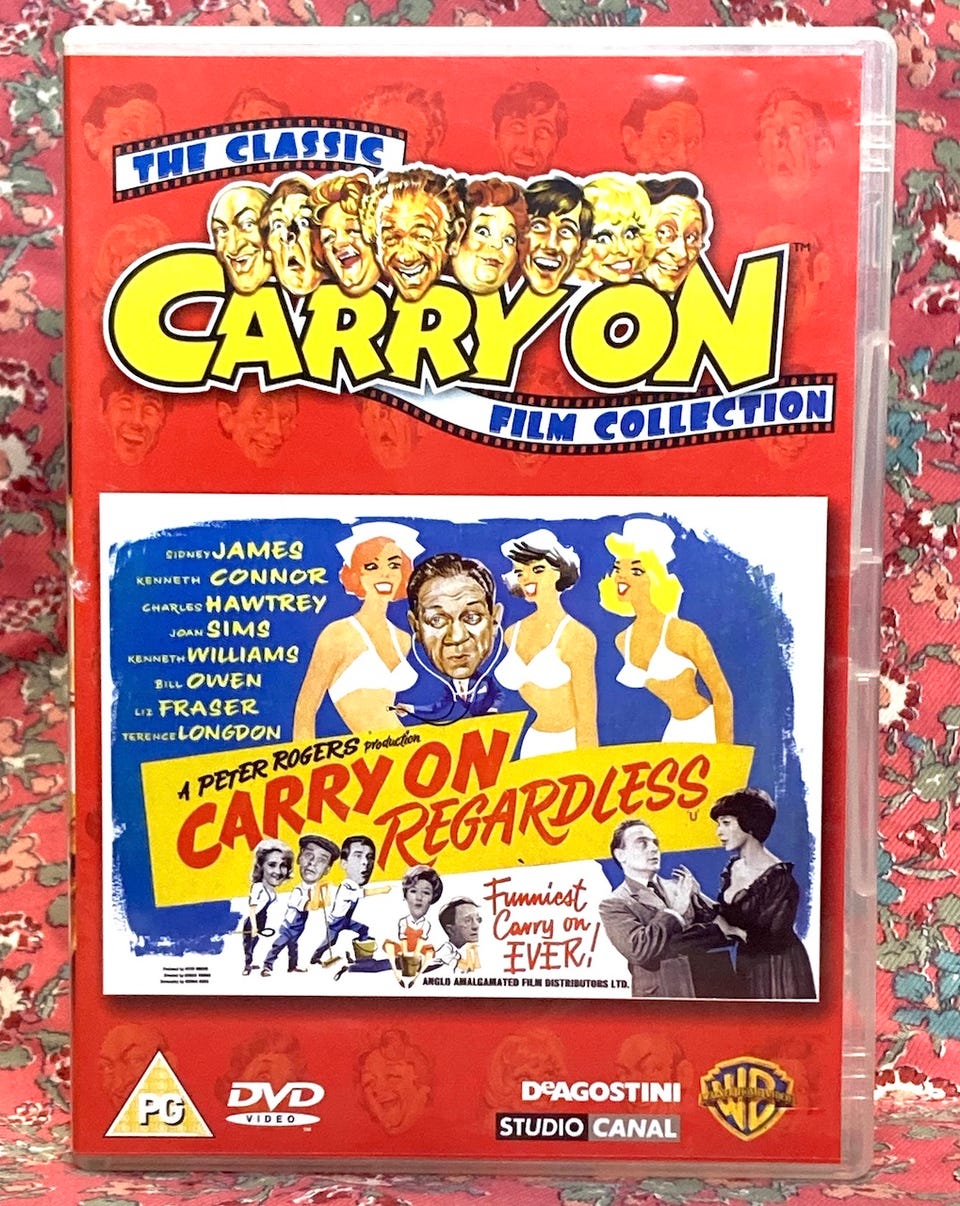 THE CLASSIC
CARRY ON ™
FILM COLLECTION
SIDNEY JAMES
KENNETH CONNOR
CHARLES HAWTREY
JOAN SIMS
KENNETH WILLIAMS
BILL OWEN
LIZ FRASER
TERENCE LONGDON
A PETER ROGERS production
CARRY ON
REGARDLESS
U
Funniest
Carry on
EVER!
ANGLO AMALGAMATED FILM DISTRIBUTORS LTD.
PG
DVD
VIDEO
DeAGOSTINI
STUDIO CANAL
WB